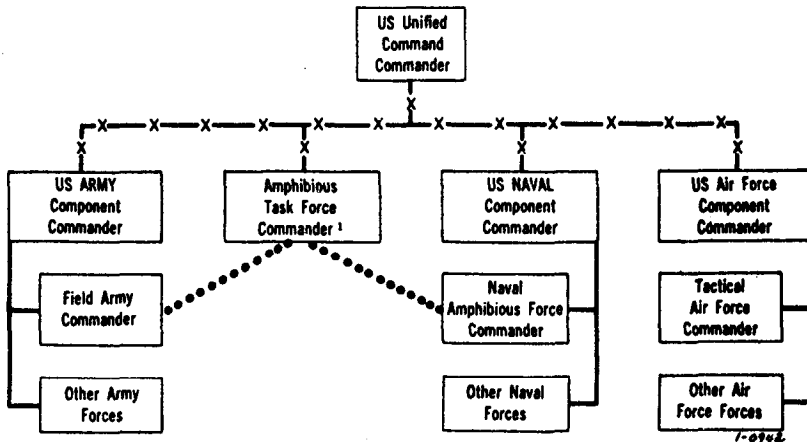 US Unified
Command
Commander
X
X X X X X X X X X X X
X X X X
US ARMY
Component
Commander
Amphibious
Task Force
Commander ¹
US NAVAL
Component
Commander
US Air Force
Component
Commander
Field Army
Commander
Naval
Amphibious Force
Commander
Tactical
Air Force
Commander
Other Army
Forces
Other Naval
Forces
Other Air
Force Forces
1-0942